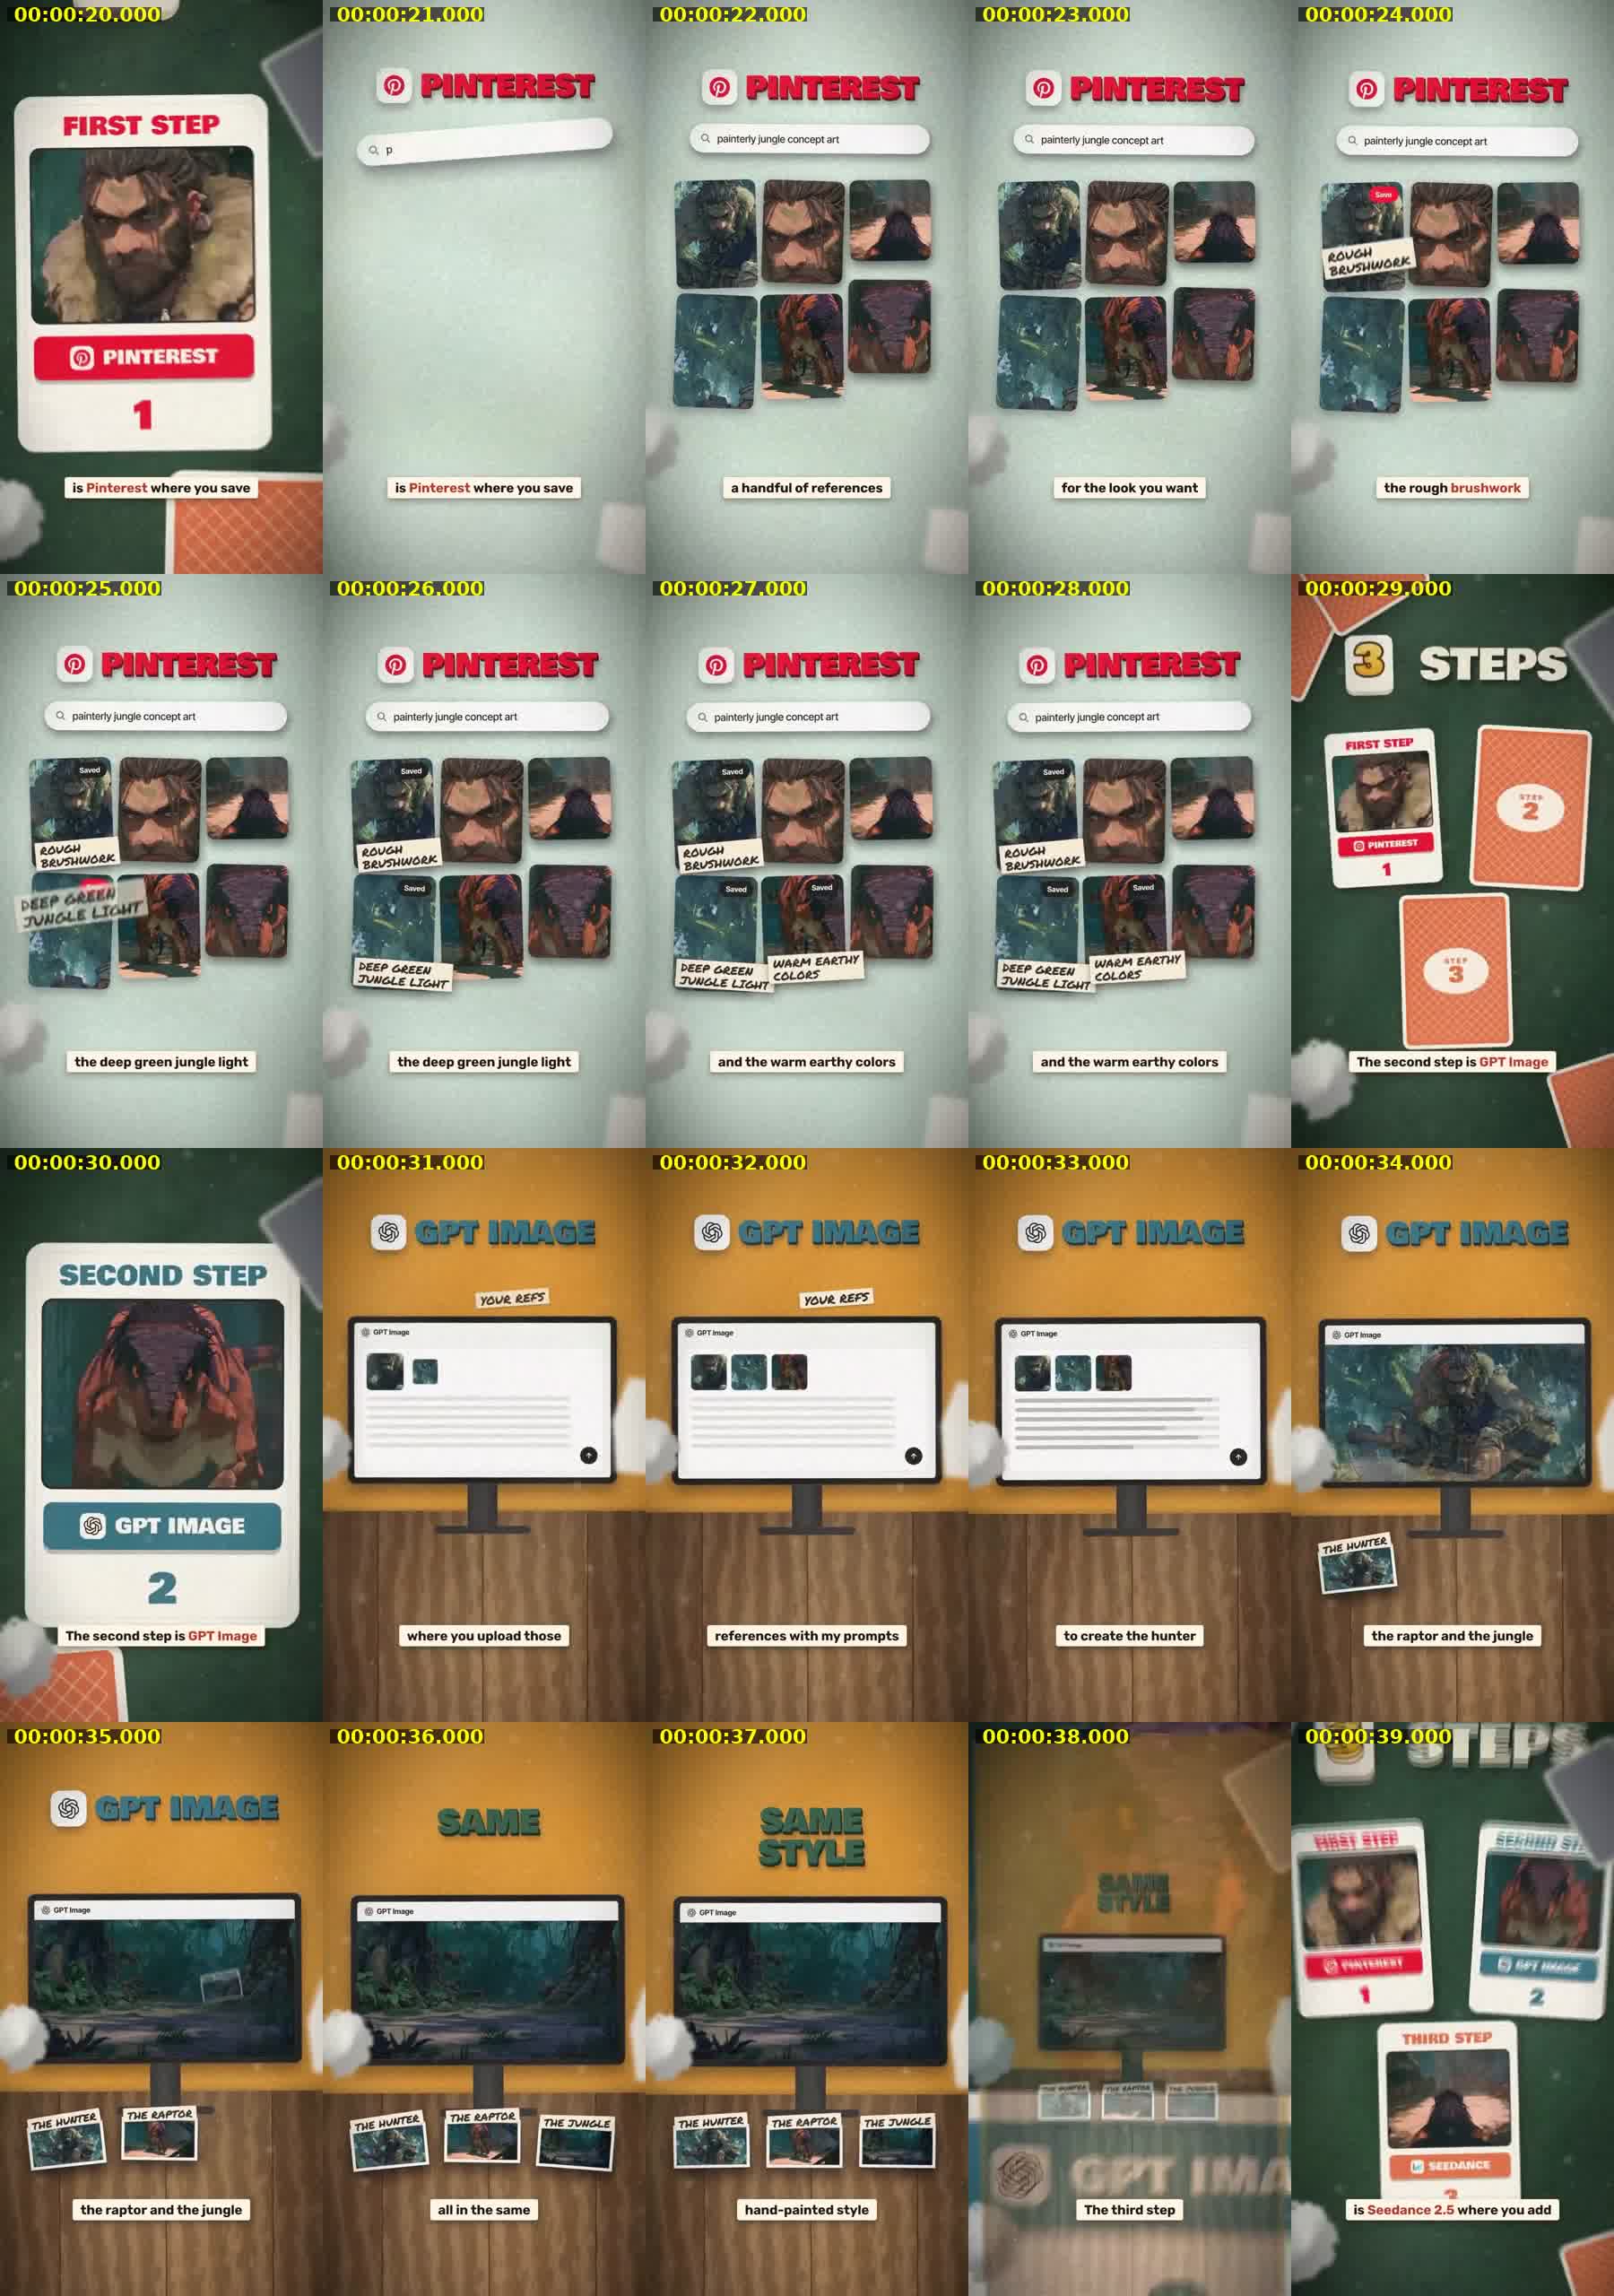 00:00:20.000
FIRST STEP
PINTEREST
1
is Pinterest where you save
00:00:21.000
PINTEREST
p
is Pinterest where you save
00:00:22.000
PINTEREST
painterly jungle concept art
a handful of references
00:00:23.000
PINTEREST
painterly jungle concept art
for the look you want
00:00:24.000
PINTEREST
painterly jungle concept art
Save
ROUGH
BRUSHWORK
the rough brushwork
00:00:25.000
PINTEREST
painterly jungle concept art
Saved
ROUGH
BRUSHWORK
DEEP GREEN
JUNGLE LIGHT
the deep green jungle light
00:00:26.000
PINTEREST
painterly jungle concept art
Saved
ROUGH
BRUSHWORK
Saved
DEEP GREEN
JUNGLE LIGHT
the deep green jungle light
00:00:27.000
PINTEREST
painterly jungle concept art
Saved
ROUGH
BRUSHWORK
Saved
Saved
DEEP GREEN
JUNGLE LIGHT
WARM EARTHY
COLORS
and the warm earthy colors
00:00:28.000
PINTEREST
painterly jungle concept art
Saved
ROUGH
BRUSHWORK
Saved
Saved
DEEP GREEN
JUNGLE LIGHT
WARM EARTHY
COLORS
and the warm earthy colors
00:00:29.000
3 STEPS
FIRST STEP
PINTEREST
1
STEP
2
STEP
3
The second step is GPT Image
00:00:30.000
SECOND STEP
GPT IMAGE
2
The second step is GPT Image
00:00:31.000
GPT IMAGE
YOUR REFS
GPT Image
where you upload those
00:00:32.000
GPT IMAGE
YOUR REFS
GPT Image
references with my prompts
00:00:33.000
GPT IMAGE
GPT Image
to create the hunter
00:00:34.000
GPT IMAGE
GPT Image
THE HUNTER
the raptor and the jungle
00:00:35.000
GPT IMAGE
GPT Image
THE HUNTER
THE RAPTOR
the raptor and the jungle
00:00:36.000
SAME
GPT Image
THE HUNTER
THE RAPTOR
THE JUNGLE
all in the same
00:00:37.000
SAME
STYLE
GPT Image
THE HUNTER
THE RAPTOR
THE JUNGLE
hand-painted style
00:00:38.000
SAME
STYLE
GPT Image
THE HUNTER
THE RAPTOR
THE JUNGLE
GPT IMA
The third step
00:00:39.000
STEPS
FIRST STEP
PINTEREST
1
SECOND ST
GPT IMAGE
2
THIRD STEP
SEEDANCE
is Seedance 2.5 where you add